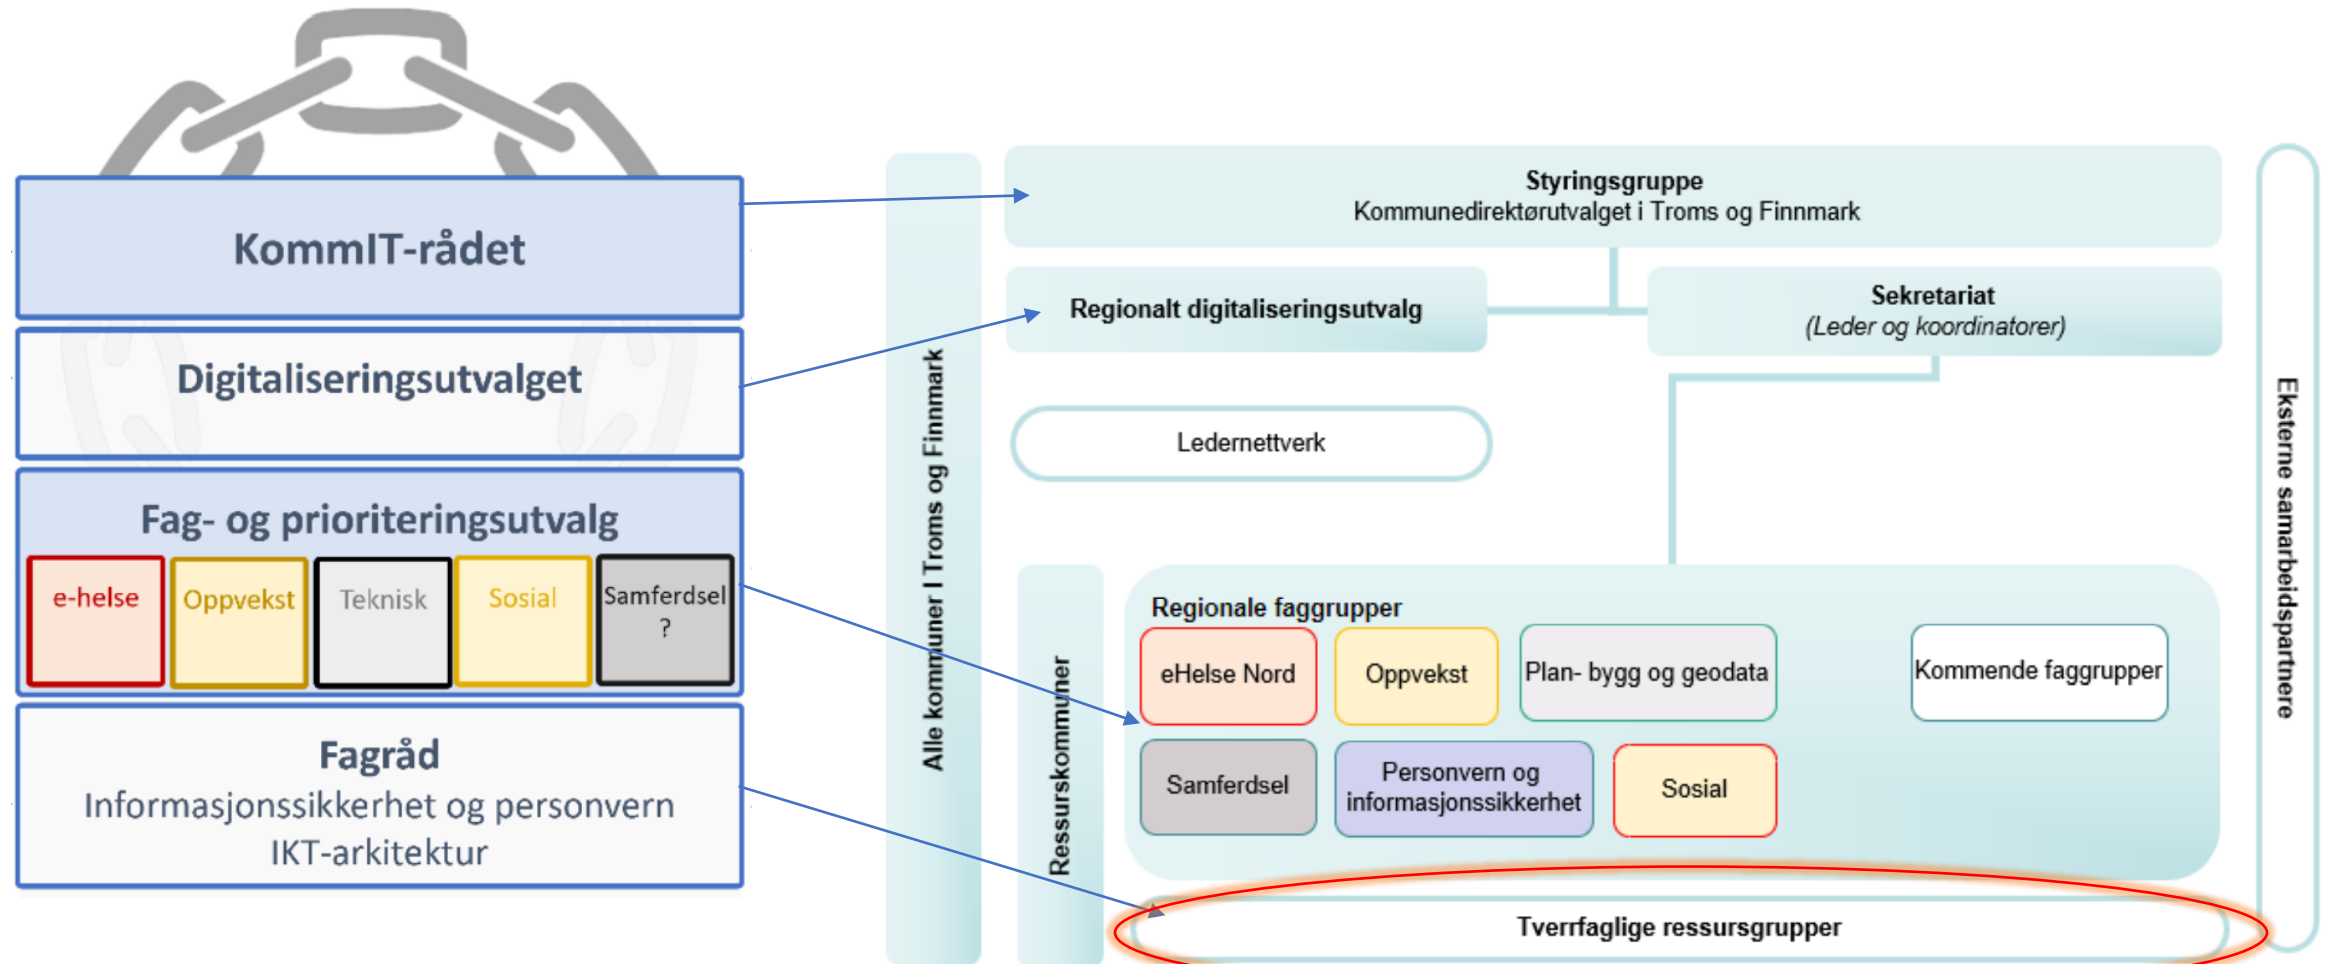 KommIT-rådet
Digitaliseringsutvalget
Fag- og prioriteringsutvalg
e-helse
Oppvekst
Teknisk
Sosial
Samferdsel
?
Fagråd
Informasjonssikkerhet og personvern
IKT-arkitektur
Alle kommuner I Troms og Finnmark
Styringsgruppe
Kommunedirektørutvalget i Troms og Finnmark
Regionalt digitaliseringsutvalg
Sekretariat
(Leder og koordinatorer)
Ledernettverk
Ressurskommuner
Regionale faggrupper
eHelse Nord
Oppvekst
Plan- bygg og geodata
Kommende faggrupper
Samferdsel
Personvern og
informasjonssikkerhet
Sosial
Tverrfaglige ressursgrupper
Eksterne samarbeidspartnere